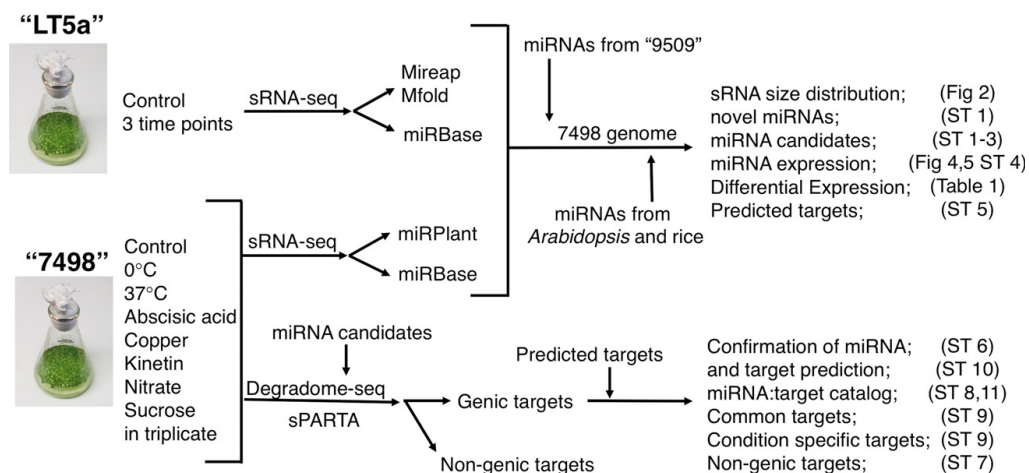 “LT5a”
Control
3 time points
sRNA-seq
Mireap
Mfold
miRBase
miRNAs from “9509”
7498 genome
miRNAs from
Arabidopsis and rice
sRNA size distribution; (Fig 2)
novel miRNAs; (ST 1)
miRNA candidates; (ST 1-3)
miRNA expression; (Fig 4,5 ST 4)
Differential Expression; (Table 1)
Predicted targets; (ST 5)
“7498”
Control
0°C
37°C
Abscisic acid
Copper
Kinetin
Nitrate
Sucrose
in triplicate
sRNA-seq
miRPlant
miRBase
miRNA candidates
Degradome-seq
sPARTA
Genic targets
Non-genic targets
Predicted targets
Confirmation of miRNA; (ST 6)
and target prediction; (ST 10)
miRNA:target catalog; (ST 8,11)
Common targets; (ST 9)
Condition specific targets; (ST 9)
Non-genic targets; (ST 7)